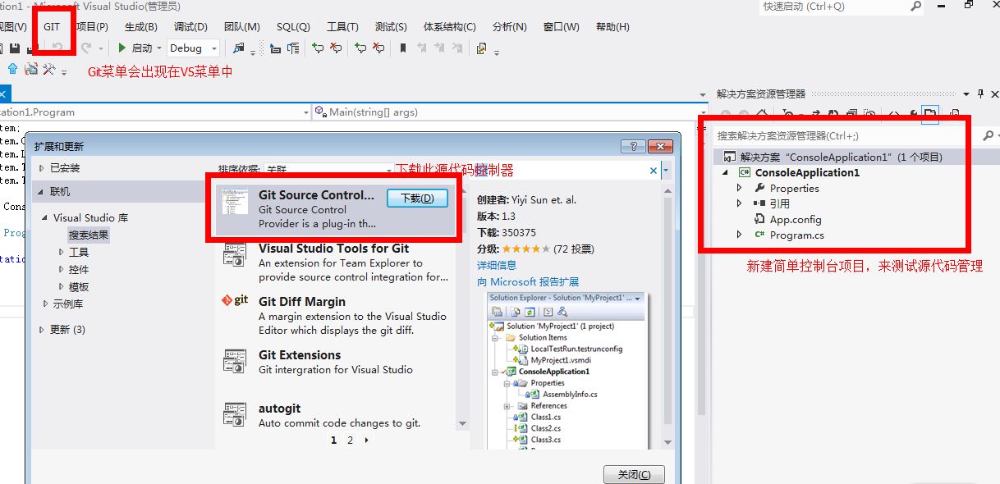 tion1 - Microsoft Visual Studio(管理员)
快速启动 (Ctrl+Q)
视图(V) GIT 项目(P) 生成(B) 调试(D) 团队(M) SQL(Q) 工具(T) 测试(S) 体系结构(C) 分析(N) 窗口(W) 帮助(H)
启动 Debug
Git菜单会出现在VS菜单中
cation1.Program
Main(string[] args)
解决方案资源管理器
搜索解决方案资源管理器(Ctrl+;)
解决方案“ConsoleApplication1” (1 个项目)
C# ConsoleApplication1
Properties
引用
App.config
C# Program.cs
新建简单控制台项目，来测试源代码管理
tem;
tem.C
tem.L
tem.T
tem.T
Cons
Prog
tatic
扩展和更新
已安装
联机
Visual Studio 库
搜索结果
工具
控件
模板
示例库
更新 (3)
排序依据: 关联
下载此源代码控制器
Git Source Control...
下载(D)
Git Source Control
Provider is a plug-in th...
Visual Studio Tools for Git
An extension for Team Explorer to
provide source control integration for...
git
Git Diff Margin
A margin extension to the Visual Studio
Editor which displays the git diff.
Git Extensions
Git intergration for Visual Studio
autogit
Auto commit code changes to git.
1 2
创建者: Yiyi Sun et. al.
版本: 1.3
下载: 350375
分级: ★★★★★ (72 投票)
详细信息
向 Microsoft 报告扩展
Solution Explorer - Solution 'MyProject1' ...
Solution 'MyProject1' (1 project)
Solution Items
LocalTestRun.testrunconfig
MyProject1.vsmdi
ConsoleApplication1
Properties
AssemblyInfo.cs
References
Class1.cs
Class2.cs
Class3.cs
关闭(C)